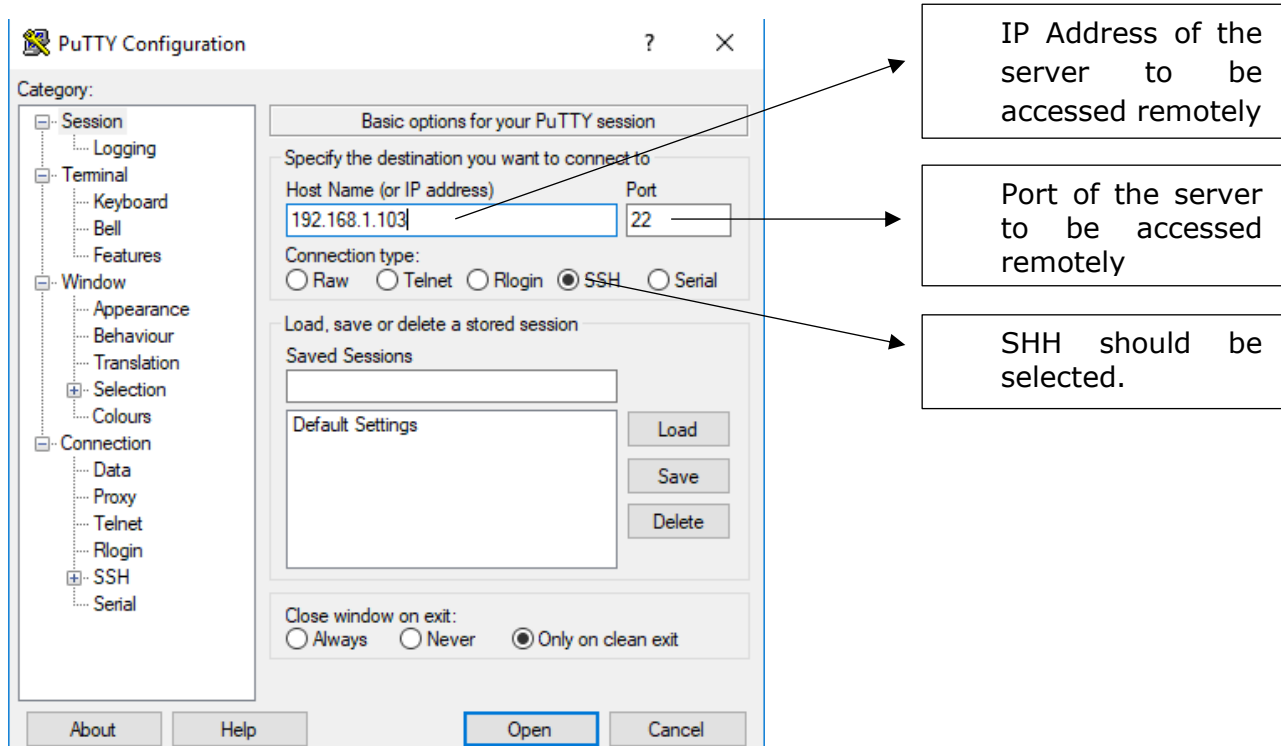 PuTTY Configuration
?
Category:
Session
Logging
Terminal
Keyboard
Bell
Features
Window
Appearance
Behaviour
Translation
Selection
Colours
Connection
Data
Proxy
Telnet
Rlogin
SSH
Serial
Basic options for your PuTTY session
Specify the destination you want to connect to
Host Name (or IP address) Port
192.168.1.103 22
Connection type:
Raw Telnet Rlogin SSH Serial
Load, save or delete a stored session
Saved Sessions
Default Settings
Load
Save
Delete
Close window on exit:
Always Never Only on clean exit
About Help Open Cancel
IP Address of the
server to be
accessed remotely
Port of the server
to be accessed
remotely
SHH should be
selected.